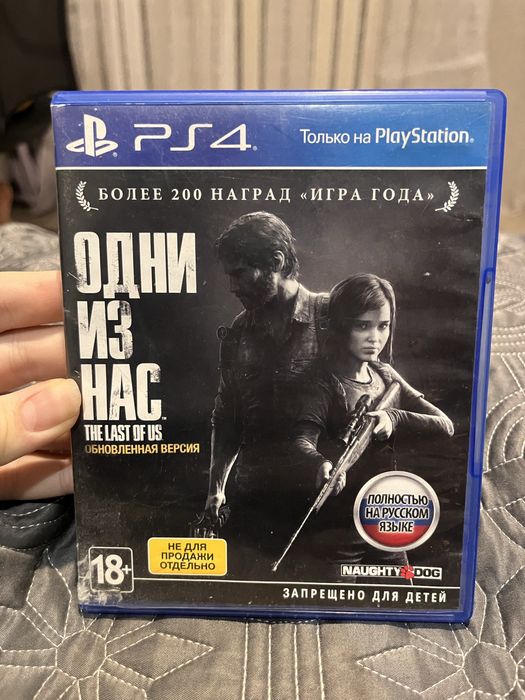 PS4
Только на PlayStation®
БОЛЕЕ 200 НАГРАД «ИГРА ГОДА»
ОДНИ
ИЗ
НАС™
THE LAST OF US
ОБНОВЛЕННАЯ ВЕРСИЯ
ПОЛНОСТЬЮ
НА РУССКОМ
ЯЗЫКЕ
НЕ ДЛЯ
ПРОДАЖИ
ОТДЕЛЬНО
18+
NAUGHTY DOG
ЗАПРЕЩЕНО ДЛЯ ДЕТЕЙ